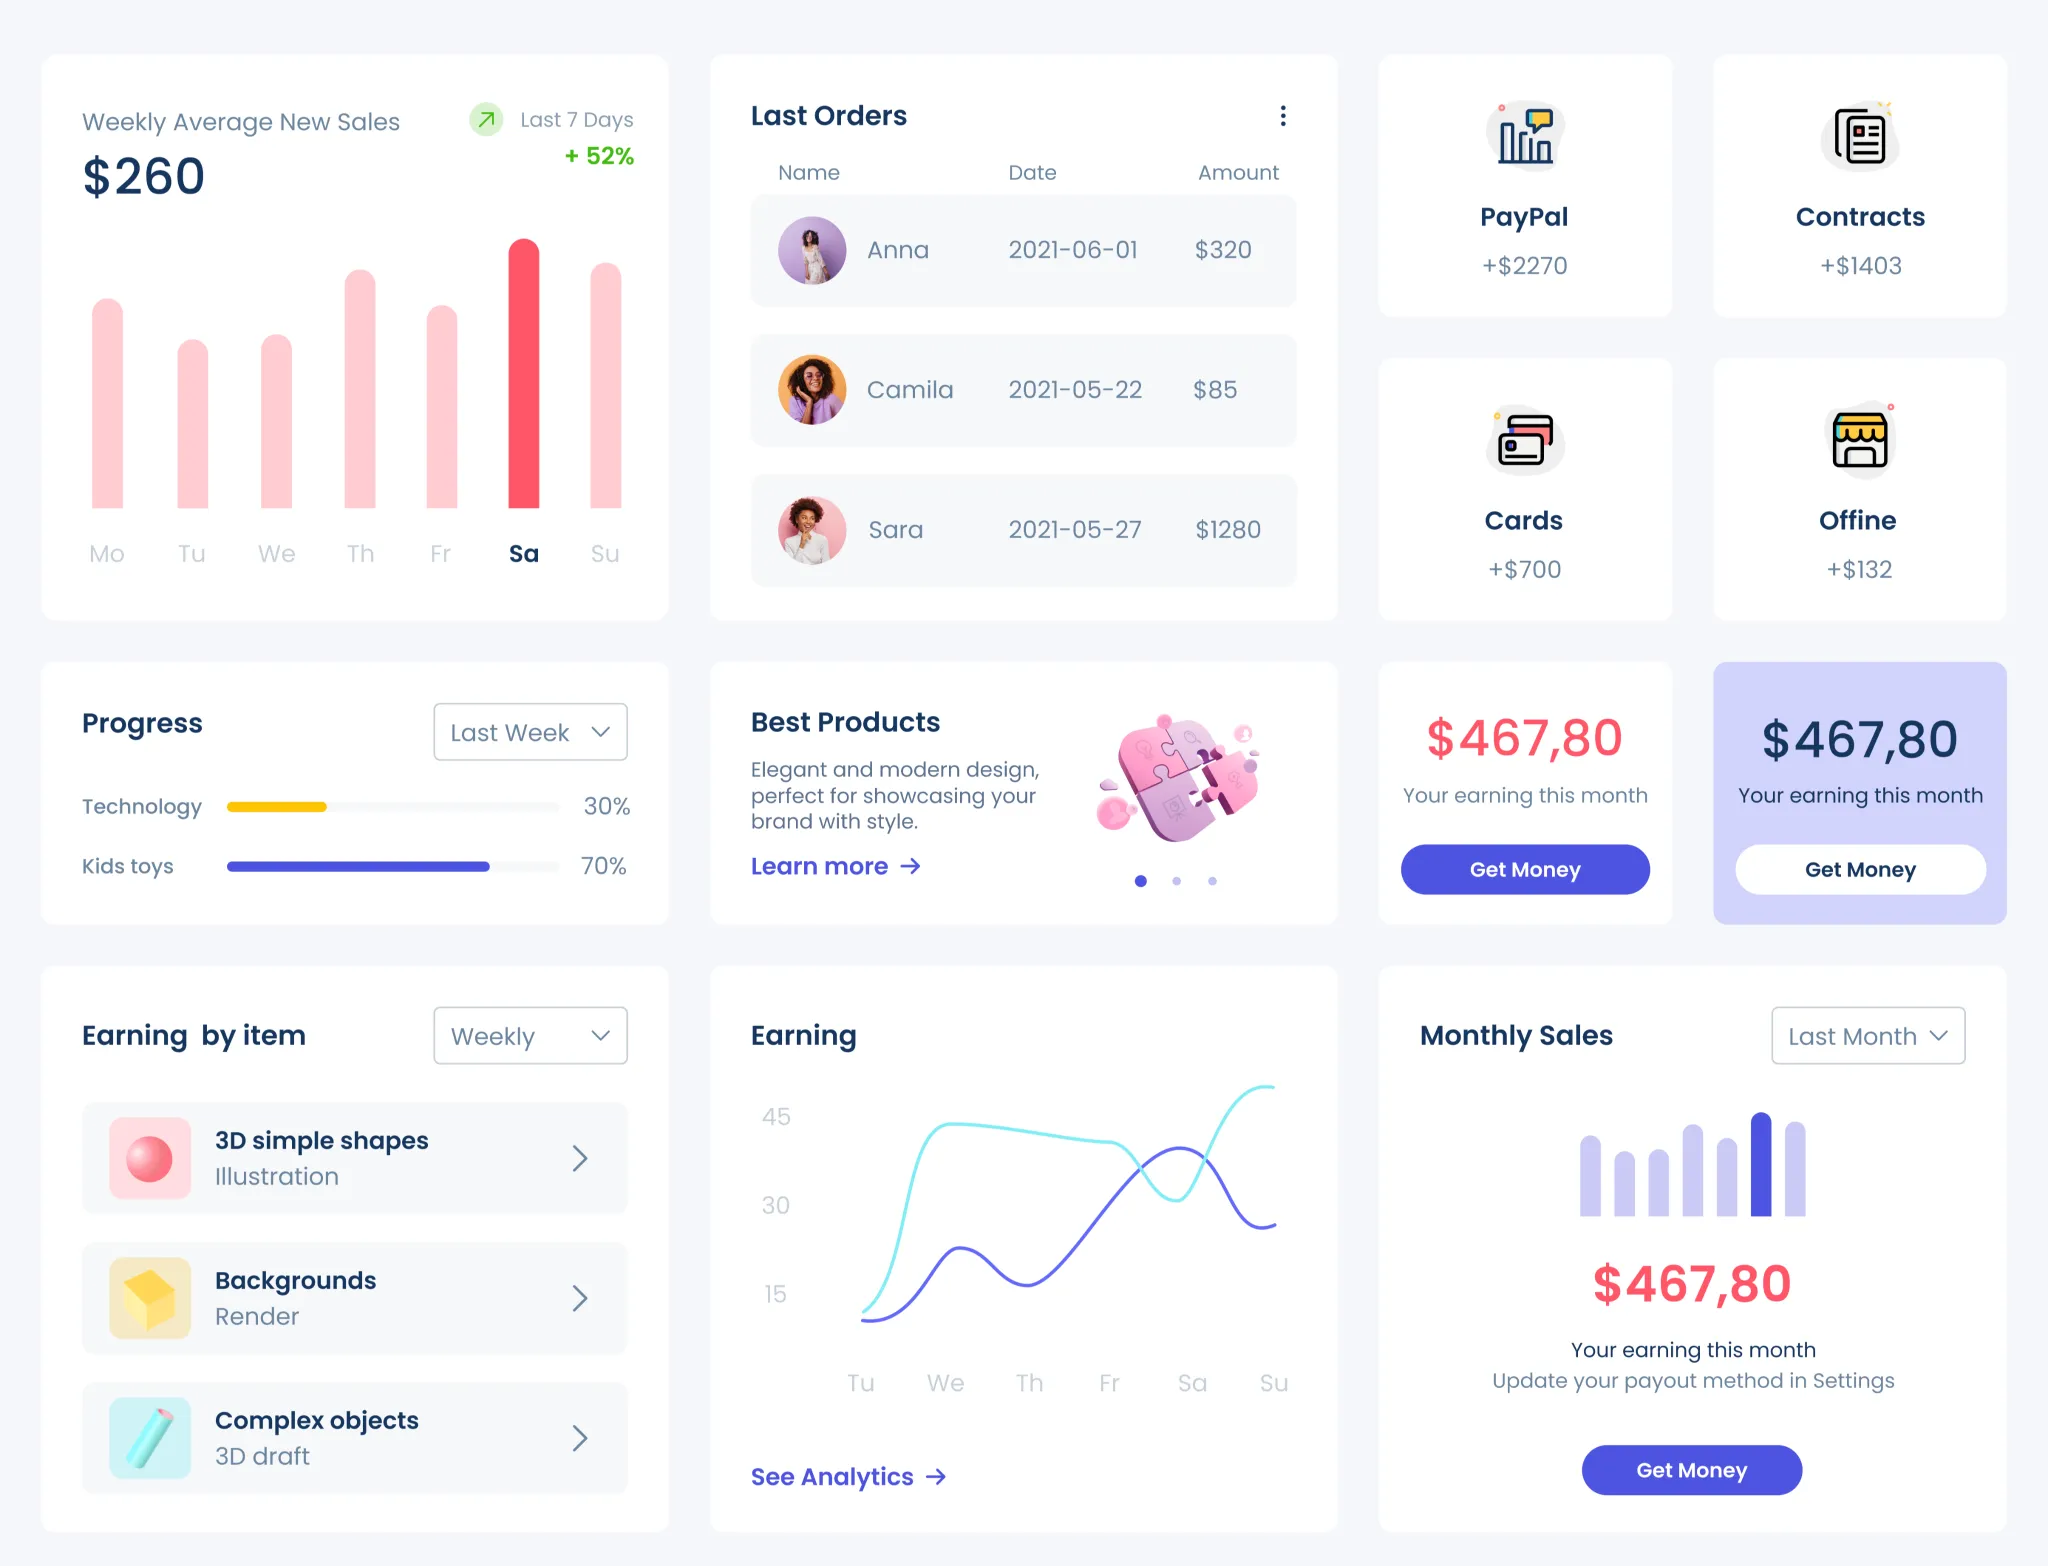 Weekly Average New Sales
$260
Last 7 Days
+ 52%
Mo Tu We Th Fr Sa Su
Last Orders
Name Date Amount
Anna 2021-06-01 $320
Camila 2021-05-22 $85
Sara 2021-05-27 $1280
PayPal
+$2270
Contracts
+$1403
Cards
+$700
Offine
+$132
Progress
Last Week
Technology 30%
Kids toys 70%
Best Products
Elegant and modern design,
perfect for showcasing your
brand with style.
Learn more
$467,80
Your earning this month
Get Money
$467,80
Your earning this month
Get Money
Earning by item
Weekly
3D simple shapes
Illustration
Backgrounds
Render
Complex objects
3D draft
Earning
45
30
15
Tu We Th Fr Sa Su
See Analytics
Monthly Sales
Last Month
$467,80
Your earning this month
Update your payout method in Settings
Get Money